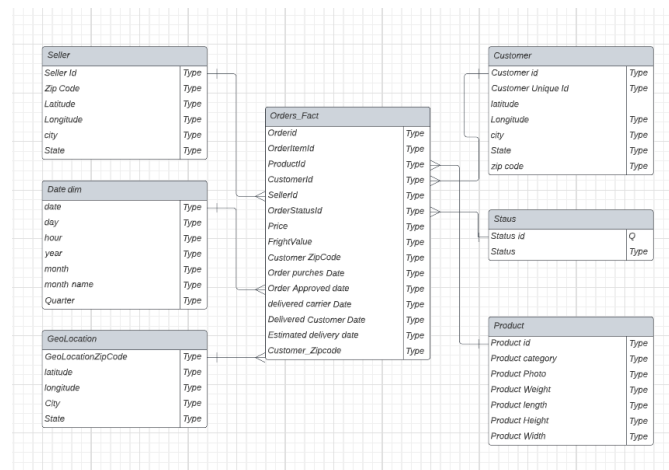 Seller
Seller Id Type
Zip Code Type
Latitude Type
Longitude Type
city Type
State Type
Date dim
date Type
day Type
hour Type
year Type
month Type
month name Type
Quarter Type
GeoLocation
GeoLocationZipCode Type
latitude Type
longitude Type
City Type
State Type
Orders_Fact
Orderid Type
OrderItemId Type
ProductId Type
CustomerId Type
SellerId Type
OrderStatusId Type
Price Type
FrightValue Type
Customer ZipCode Type
Order purches Date Type
Order Approved date Type
delivered carrier Date Type
Delivered Customer Date Type
Estimated delivery date Type
Customer_Zipcode Type
Customer
Customer id Type
Customer Unique Id Type
latitude
Longitude Type
city Type
State Type
zip code Type
Staus
Status id Q
Status Type
Product
Product id Type
Product category Type
Product Photo Type
Product Weight Type
Product length Type
Product Height Type
Product Width Type